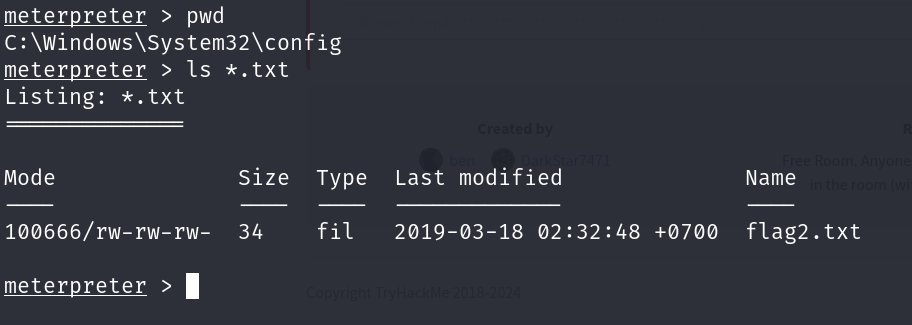 meterpreter > pwd
C:\Windows\System32\config
meterpreter > ls *.txt
Listing: *.txt
===============
Created by
ben DarkStar7471
Free Room. Anyone
in the room (wi
Mode Size Type Last modified Name
---- ---- ---- ------------- ----
100666/rw-rw-rw- 34 fil 2019-03-18 02:32:48 +0700 flag2.txt
meterpreter >
Copyright TryHackMe 2018-2024